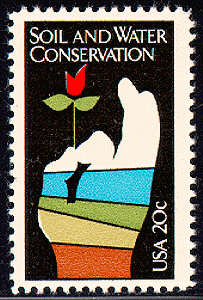 SOIL AND WATER
CONSERVATION
USA 20c